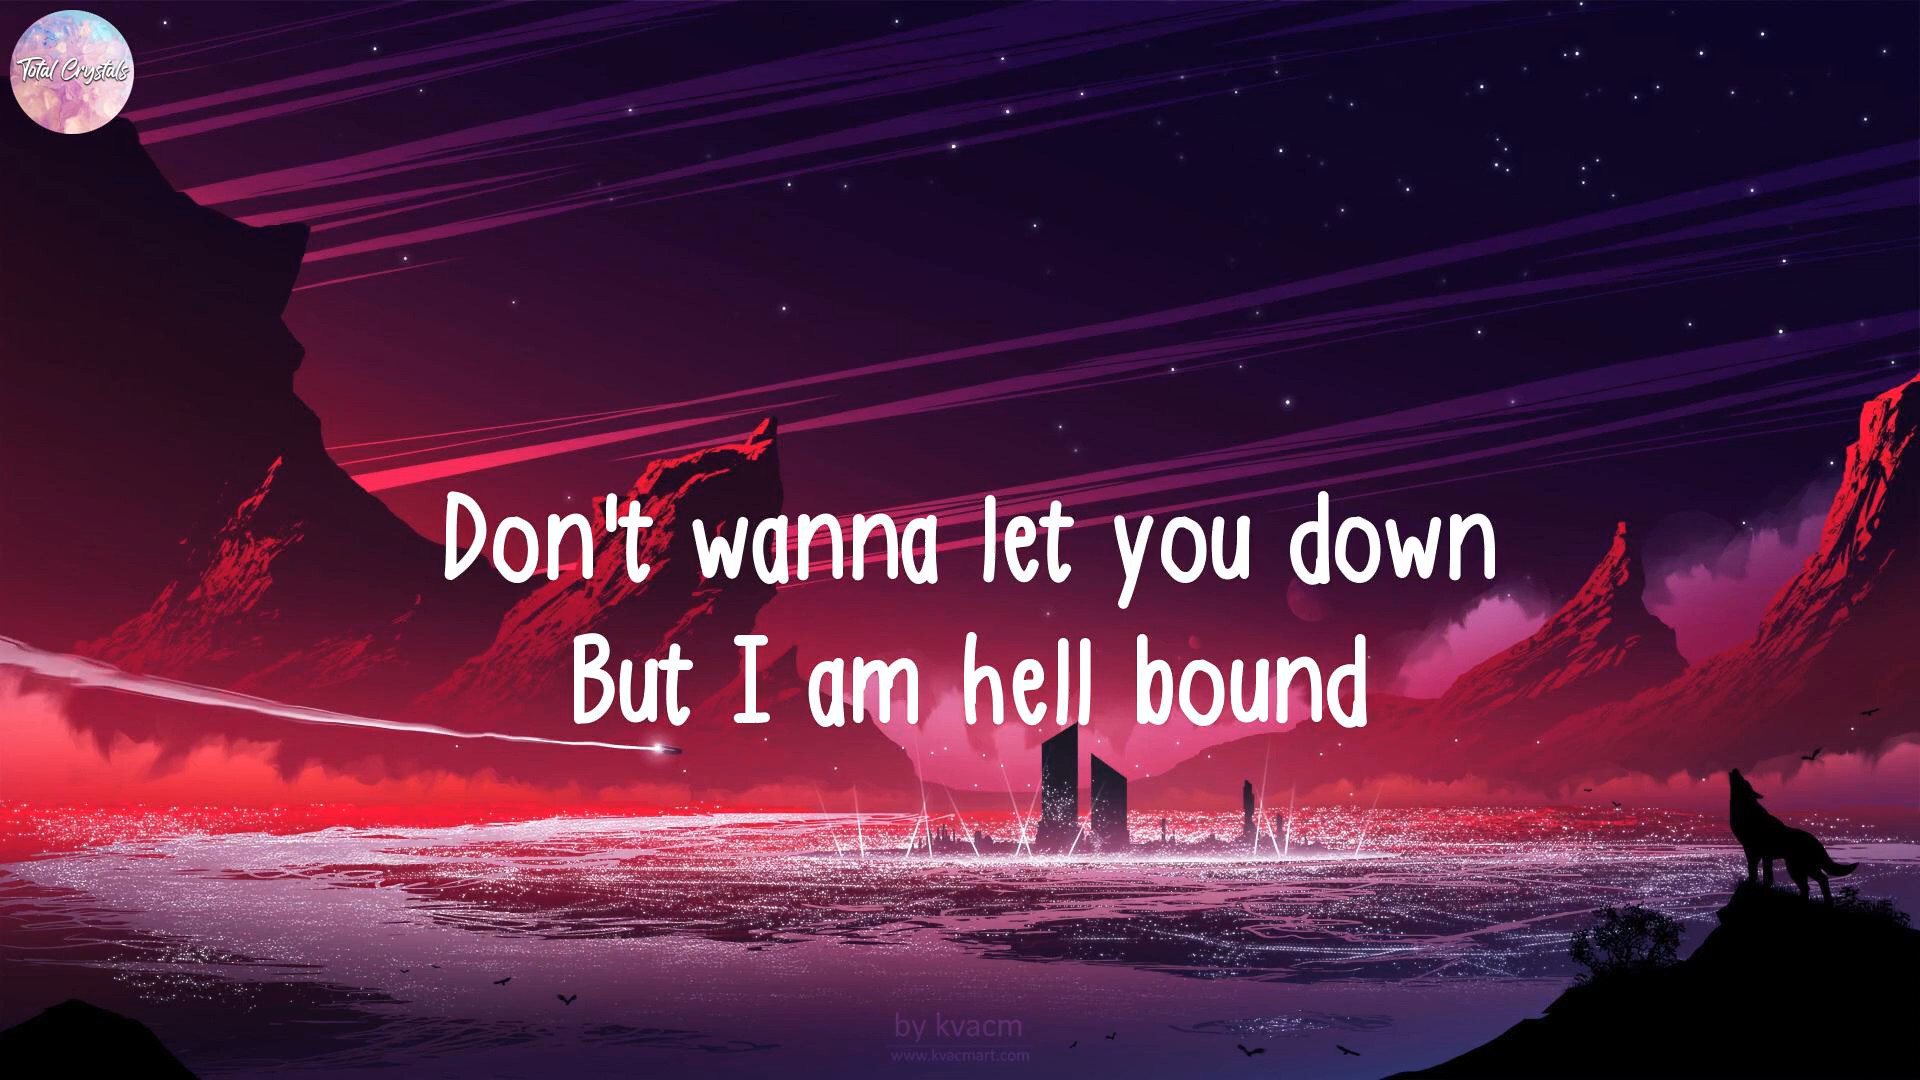 Total Crystals
Don't wanna let you down
But I am hell bound
by kvacm
www.kvacmart.com